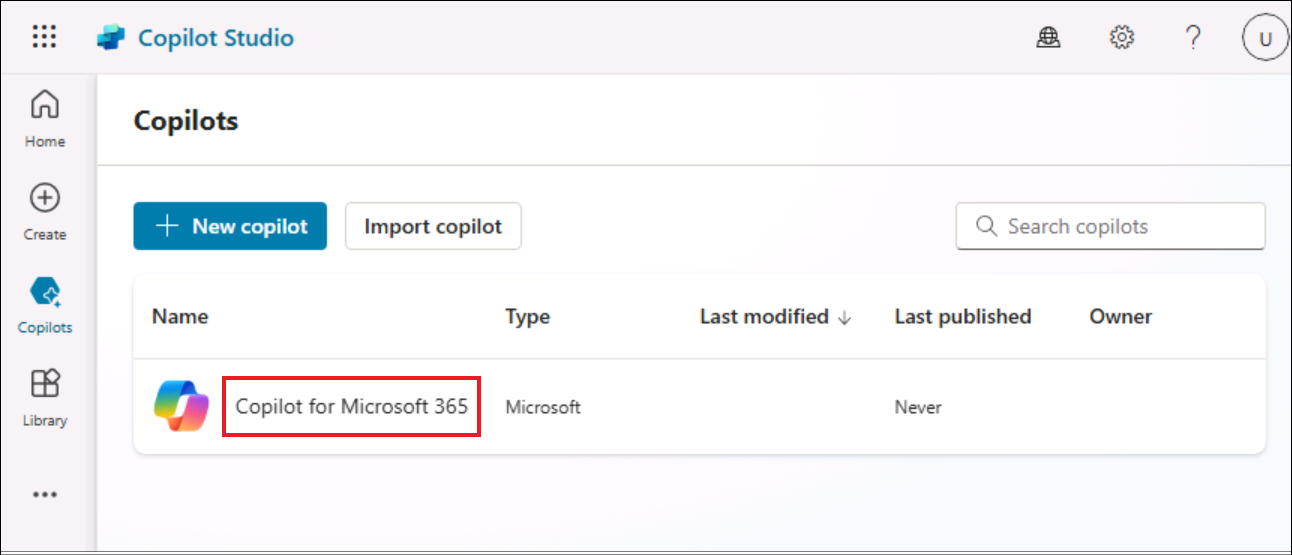 Copilot Studio
U
Home
Create
Copilots
Library
Copilots
New copilot
Import copilot
Search copilots
Name Type Last modified Last published Owner
Copilot for Microsoft 365 Microsoft Never